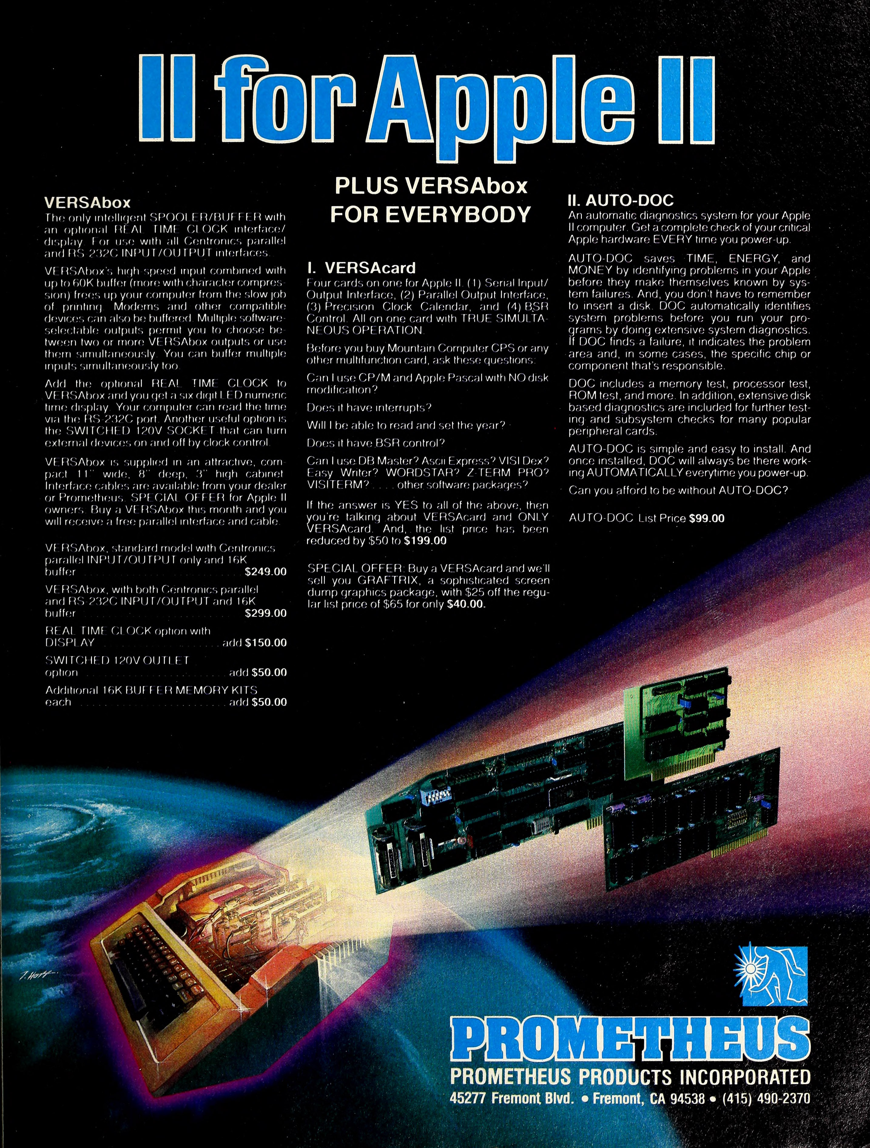 II for Apple II
PLUS VERSAbox
FOR EVERYBODY
VERSAbox
The only intelligent SPOOLER/BUFFER with
an optional REAL TIME CLOCK interface/
display. For use with all Centronics parallel
and RS-232C INPUT/OUTPUT interfaces.
VERSAbox's high-speed input combined with
up to 60K buffer (more with character compres-
sion) frees up your computer from the slow job
of printing. Modems and other compatible
devices can also be buffered. Multiple software-
selectable outputs permit you to choose be-
tween two or more VERSAbox outputs or use
them simultaneously. You can buffer multiple
inputs simultaneously too.
Add the optional REAL TIME CLOCK to
VERSAbox and you get a six digit LED numeric
time display. Your computer can read the time
via the RS-232C port. Another useful option is
the SWITCHED 120V SOCKET that can turn
external devices on and off by clock control.
VERSAbox is supplied in an attractive, com-
pact 11" wide, 8" deep, 3" high cabinet.
Interface cables are available from your dealer
or Prometheus. SPECIAL OFFER for Apple II
owners. Buy a VERSAbox this month and you
will receive a free parallel interface and cable.
VERSAbox, standard model with Centronics
parallel INPUT/OUTPUT only and 16K
buffer . . . . . . . . . . . . . . . . . . . . $249.00
VERSAbox, with both Centronics parallel
and RS-232C INPUT/OUTPUT and 16K
buffer . . . . . . . . . . . . . . . . . . . . $299.00
REAL TIME CLOCK option with
DISPLAY . . . . . . . . . . . . . . . add $150.00
SWITCHED 120V OUTLET
option . . . . . . . . . . . . . . . . . . add $50.00
Additional 16K BUFFER MEMORY KITS
each . . . . . . . . . . . . . . . . . . . add $50.00
I. VERSAcard
Four cards on one for Apple II. (1) Serial Input/
Output Interface, (2) Parallel Output Interface,
(3) Precision Clock Calendar, and (4) BSR
Control. All on one card with TRUE SIMULTA-
NEOUS OPERATION.
Before you buy Mountain Computer CPS or any
other multifunction card, ask these questions:
Can I use CP/M and Apple Pascal with NO disk
modification?
Does it have interrupts?
Will I be able to read and set the year?
Does it have BSR control?
Can I use DB Master? Ascii Express? VISI Dex?
Easy Writer? WORDSTAR? Z-TERM PRO?
VISITERM? . . . . other software packages?
If the answer is YES to all of the above, then
you're talking about VERSAcard and ONLY
VERSAcard. And, the list price has been
reduced by $50 to $199.00
SPECIAL OFFER: Buy a VERSAcard and we'll
sell you GRAFTRIX, a sophisticated screen
dump graphics package, with $25 off the regu-
lar list price of $65 for only $40.00.
II. AUTO-DOC
An automatic diagnostics system for your Apple
II computer. Get a complete check of your critical
Apple hardware EVERY time you power-up.
AUTO-DOC saves TIME, ENERGY, and
MONEY by identifying problems in your Apple
before they make themselves known by sys-
tem failures. And, you don't have to remember
to insert a disk. DOC automatically identifies
system problems before you run your pro-
grams by doing extensive system diagnostics.
If DOC finds a failure, it indicates the problem
area and, in some cases, the specific chip or
component that's responsible.
DOC includes a memory test, processor test,
ROM test, and more. In addition, extensive disk
based diagnostics are included for further test-
ing and subsystem checks for many popular
peripheral cards.
AUTO-DOC is simple and easy to install. And
once installed, DOC will always be there work-
ing AUTOMATICALLY everytime you power-up.
Can you afford to be without AUTO-DOC?
AUTO-DOC List Price $99.00
PROMETHEUS
PROMETHEUS PRODUCTS INCORPORATED
45277 Fremont Blvd. • Fremont, CA 94538 • (415) 490-2370